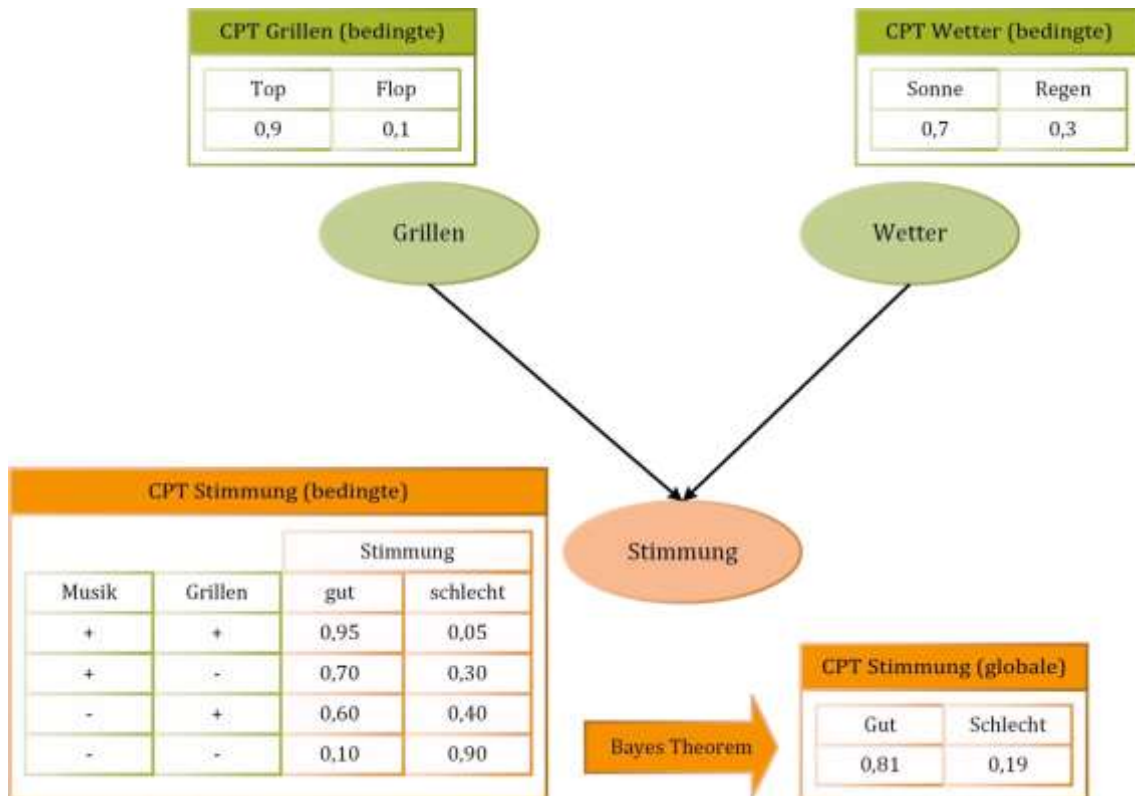 CPT Grillen (bedingte)
Top Flop
0,9 0,1
CPT Wetter (bedingte)
Sonne Regen
0,7 0,3
Grillen
Wetter
Stimmung
CPT Stimmung (bedingte)
Stimmung
Musik Grillen gut schlecht
+ + 0,95 0,05
+ - 0,70 0,30
- + 0,60 0,40
- - 0,10 0,90
Bayes Theorem
CPT Stimmung (globale)
Gut Schlecht
0,81 0,19